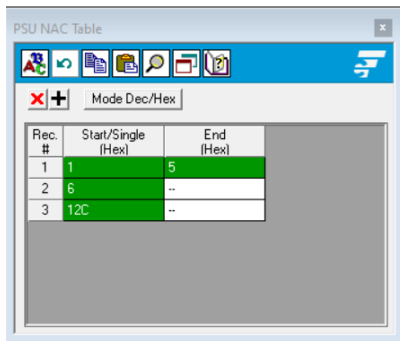 PSU NAC Table
Mode Dec/Hex
Rec. # Start/Single (Hex) End (Hex)
1 1 5
2 6 --
3 12C --